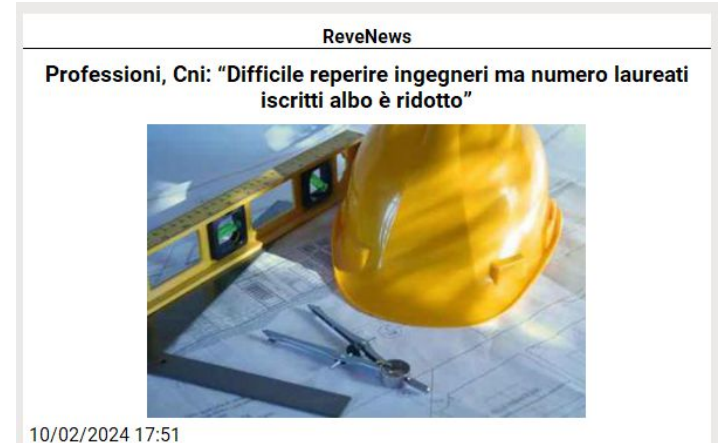 ReveNews
Professioni, Cni: “Difficile reperire ingegneri ma numero laureati
iscritti albo è ridotto”
10/02/2024 17:51